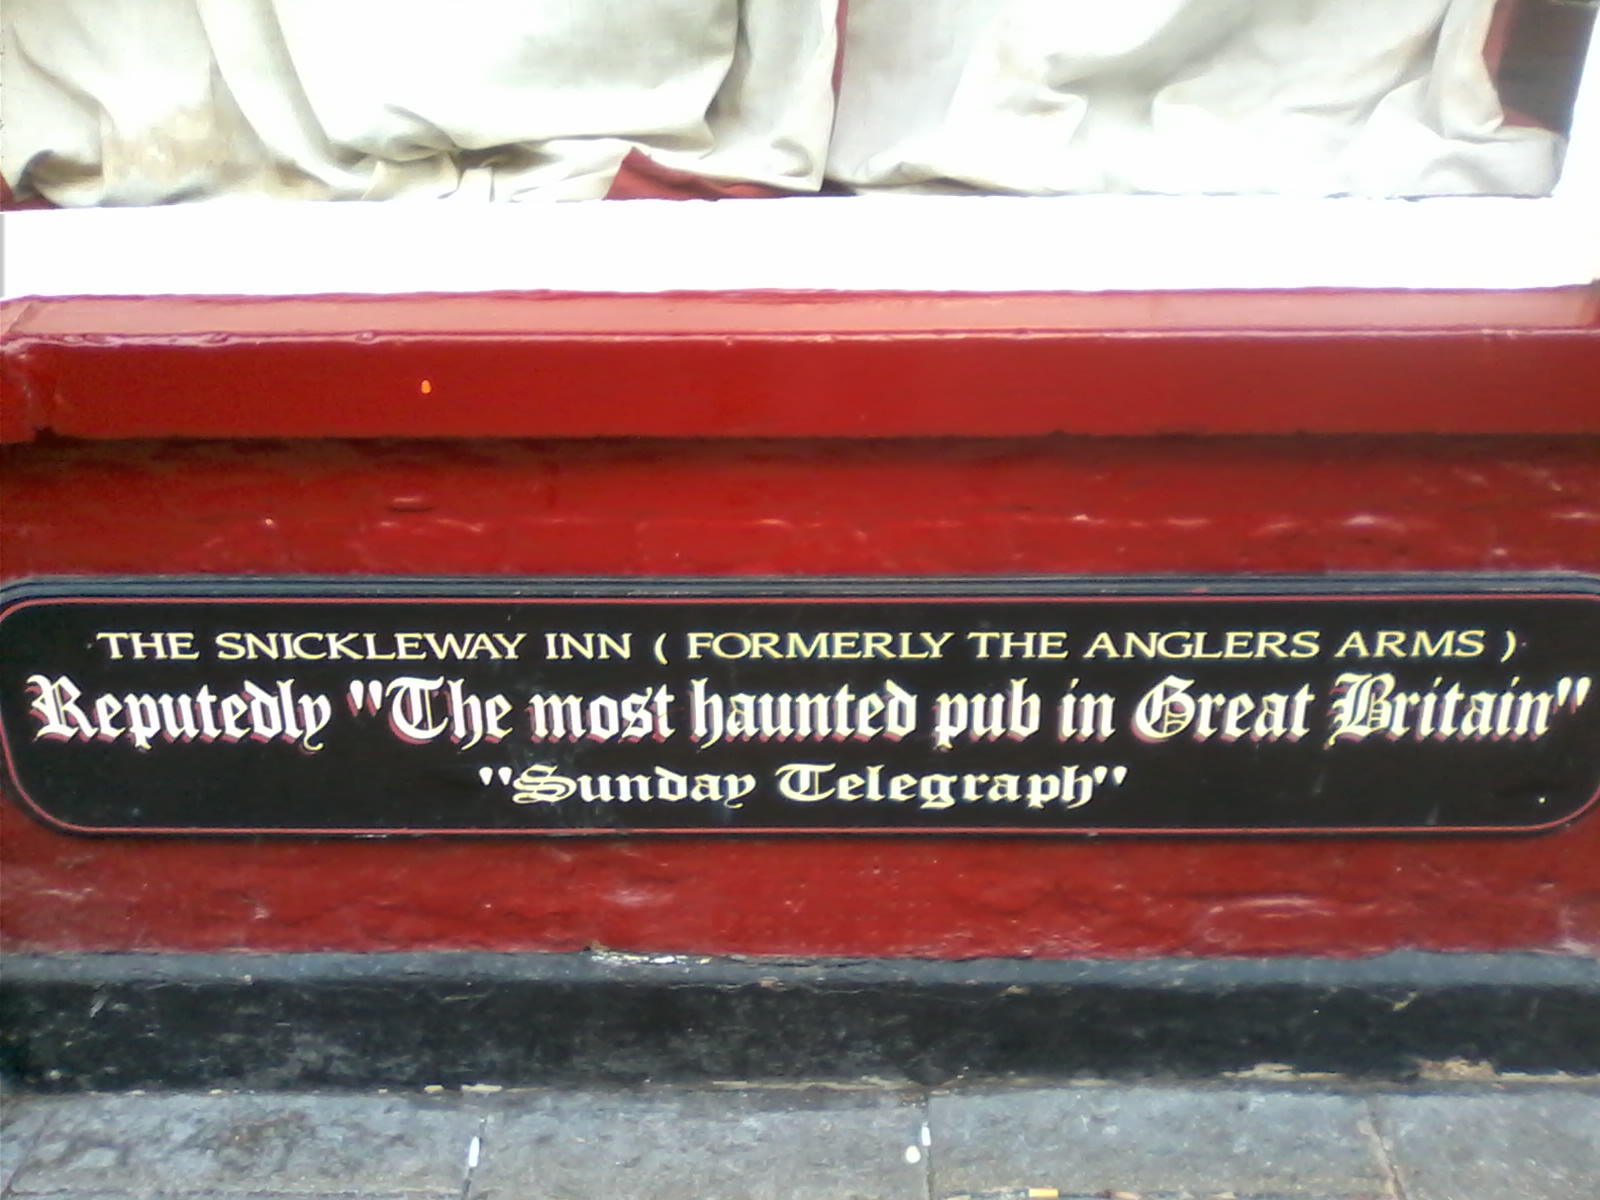 THE SNICKLEWAY INN ( FORMERLY THE ANGLERS ARMS )
Reputedly "The most haunted pub in Great Britain"
"Sunday Telegraph"